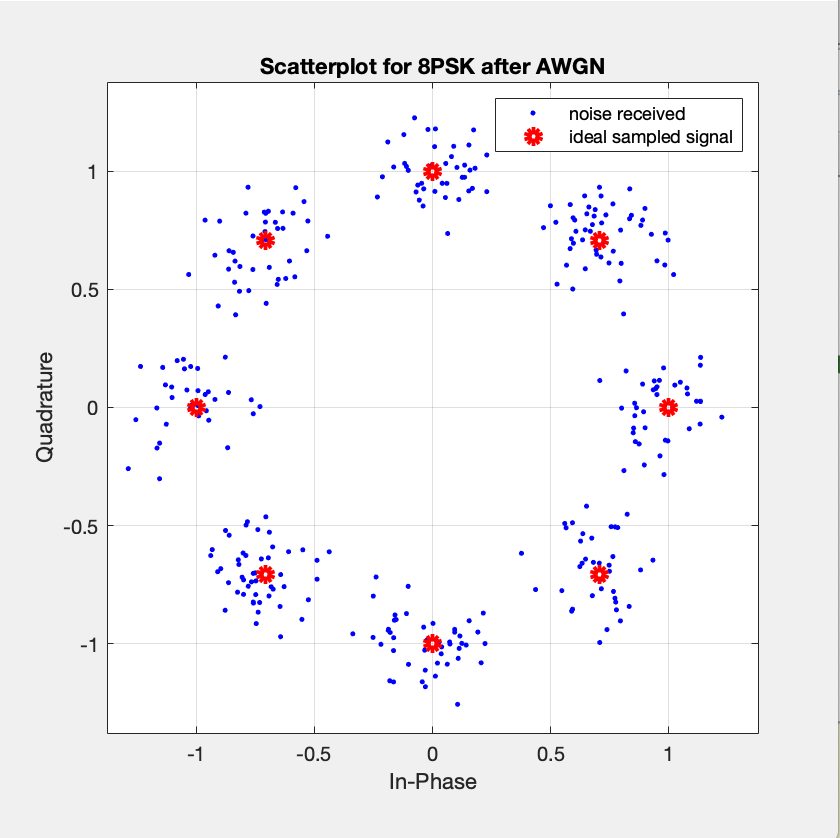 Scatterplot for 8PSK after AWGN
noise received
ideal sampled signal
1
0.5
0
-0.5
-1
Quadrature
-1
-0.5
0
0.5
1
In-Phase